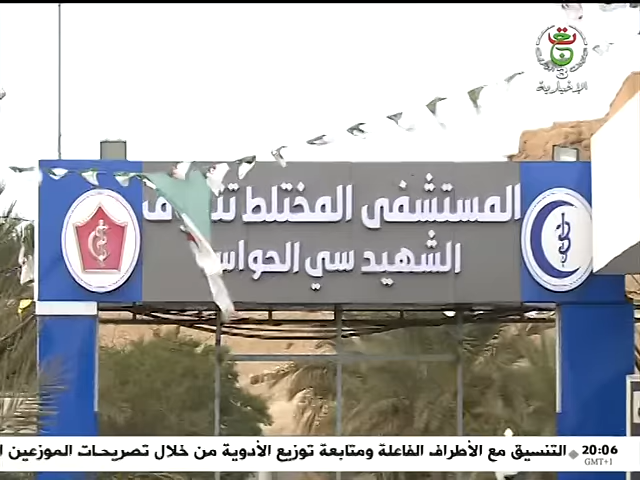 الإخبارية
المستشفى المختلط
الشهيد سي الحواس
20:06
GMT+1
التنسيق مع الأطراف الفاعلة ومتابعة توزيع الأدوية من خلال تصريحات الموزعين